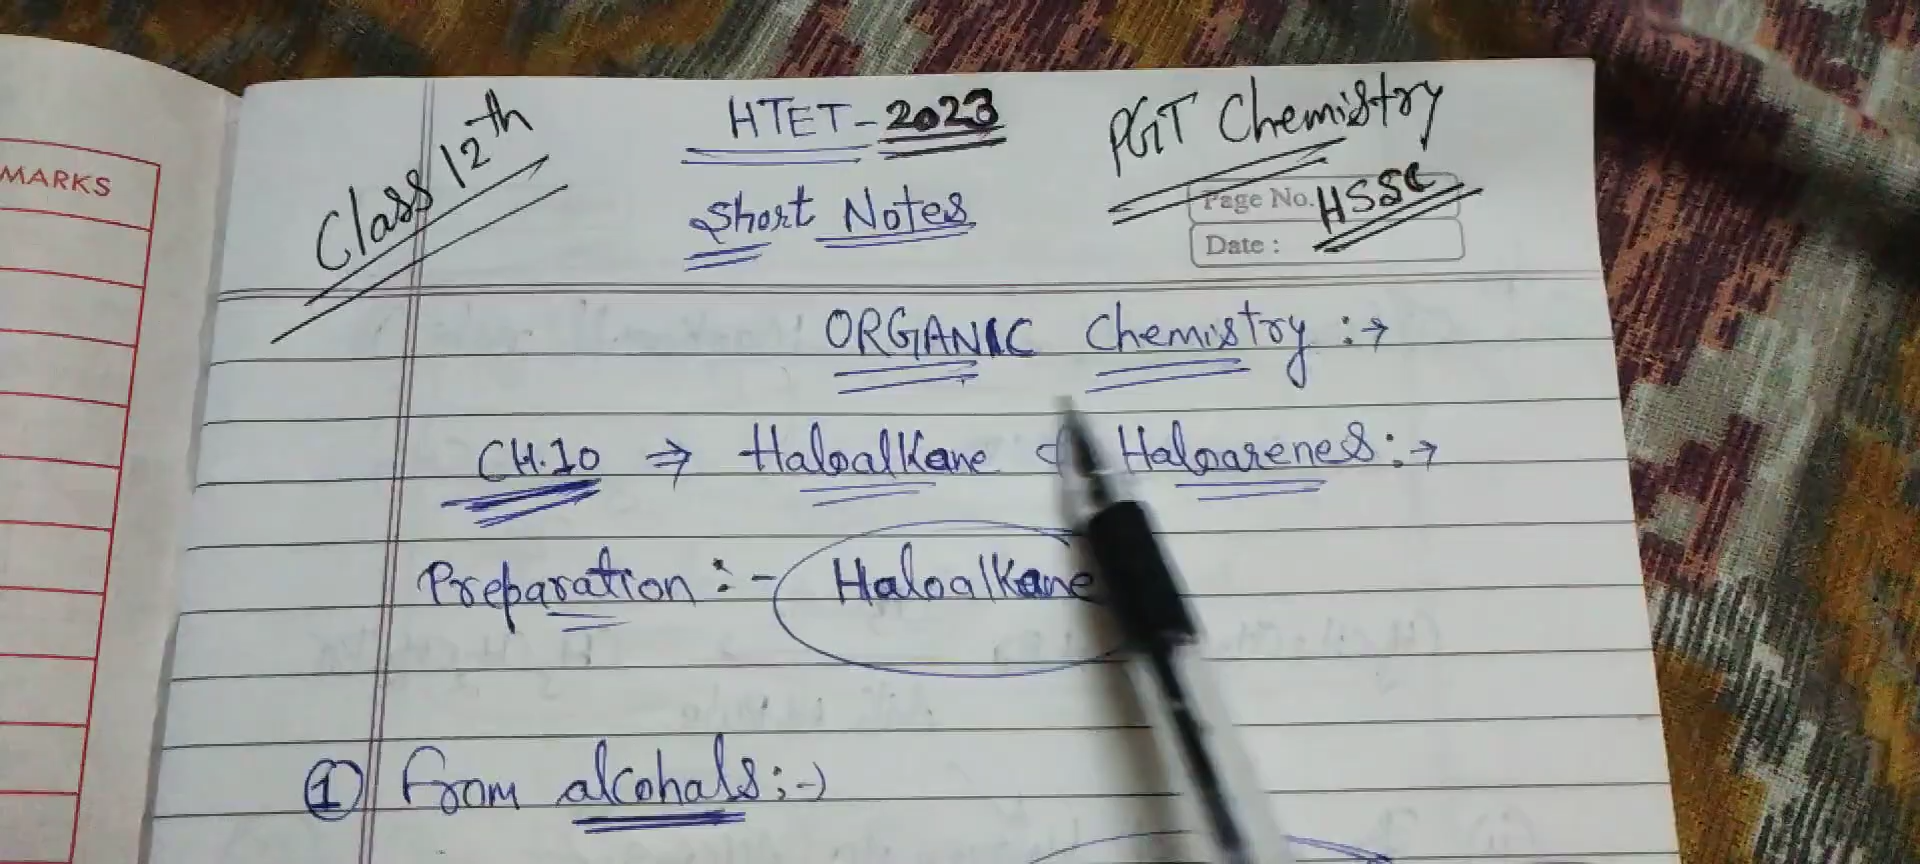 MARKS
Class 12th
HTET-2023
PGT Chemistry
Short Notes
Page No. HSSC
Date :
ORGANIC Chemistry :→
CH.10 ⇒ Haloalkane & Haloarenes :→
Preparation :- Haloalkane
① from alcohals :-)